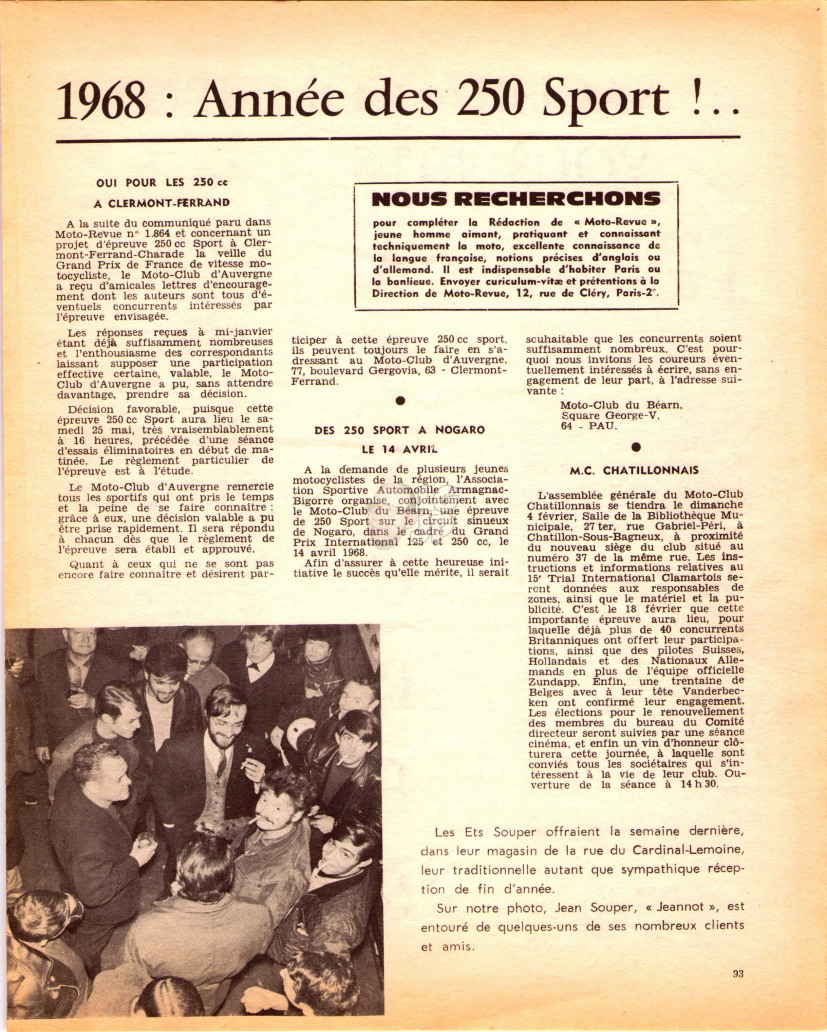 1968 : Année des 250 Sport !..
OUI POUR LES 250 cc
A CLERMONT-FERRAND
A la suite du communiqué paru dans
Moto-Revue n° 1.864 et concernant un
projet d'épreuve 250 cc Sport à Cler-
mont-Ferrand-Charade la veille du
Grand Prix de France de vitesse mo-
tocycliste, le Moto-Club d'Auvergne
a reçu d'amicales lettres d'encourage-
ment dont les auteurs sont tous d'é-
ventuels concurrents intéressés par
l'épreuve envisagée.
Les réponses reçues à mi-janvier
étant déjà suffisamment nombreuses
et l'enthousiasme des correspondants
laissant supposer une participation
effective certaine, valable, le Moto-
Club d'Auvergne a pu, sans attendre
davantage, prendre sa décision.
Décision favorable, puisque cette
épreuve 250 cc Sport aura lieu le sa-
medi 25 mai, très vraisemblablement
à 16 heures, précédée d'une séance
d'essais éliminatoires en début de ma-
tinée. Le règlement particulier de
l'épreuve est à l'étude.
Le Moto-Club d'Auvergne remercie
tous les sportifs qui ont pris le temps
et la peine de se faire connaître :
grâce à eux, une décision valable a pu
être prise rapidement. Il sera répondu
à chacun dès que le règlement de
l'épreuve sera établi et approuvé.
Quant à ceux qui ne se sont pas
encore faire connaître et désirent par-
NOUS RECHERCHONS
pour compléter la Rédaction de « Moto-Revue »,
jeune homme aimant, pratiquant et connaissant
techniquement la moto, excellente connaissance de
la langue française, notions précises d'anglais ou
d'allemand. Il est indispensable d'habiter Paris ou
la banlieue. Envoyer curiculum-vitæ et prétentions à la
Direction de Moto-Revue, 12, rue de Cléry, Paris-2°.
ticiper à cette épreuve 250 cc sport,
ils peuvent toujours le faire en s'a-
dressant au Moto-Club d'Auvergne,
77, boulevard Gergovia, 63 - Clermont-
Ferrand.
DES 250 SPORT A NOGARO
LE 14 AVRIL
A la demande de plusieurs jeunes
motocyclistes de la région, l'Associa-
tion Sportive Automobile Armagnac-
Bigorre organise, conjointement avec
le Moto-Club du Béarn, une épreuve
de 250 Sport sur le circuit sinueux
de Nogaro, dans le cadre du Grand
Prix International 125 et 250 cc, le
14 avril 1968.
Afin d'assurer à cette heureuse ini-
tiative le succès qu'elle mérite, il serait
souhaitable que les concurrents soient
suffisamment nombreux. C'est pour-
quoi nous invitons les coureurs éven-
tuellement intéressés à écrire, sans en-
gagement de leur part, à l'adresse sui-
vante :
Moto-Club du Béarn,
Square George-V,
64 - PAU.
M.C. CHATILLONNAIS
L'assemblée générale du Moto-Club
Chatillonnais se tiendra le dimanche
4 février, Salle de la Bibliothèque Mu-
nicipale, 27 ter, rue Gabriel-Péri, à
Chatillon-Sous-Bagneux, à proximité
du nouveau siège du club situé au
numéro 37 de la même rue. Les ins-
tructions et informations relatives au
15° Trial International Clamartois se-
ront données aux responsables de
zones, ainsi que le matériel et la pu-
blicité. C'est le 18 février que cette
importante épreuve aura lieu, pour
laquelle déjà plus de 40 concurrents
Britanniques ont offert leur participa-
tions, ainsi que des pilotes Suisses,
Hollandais et des Nationaux Alle-
mands en plus de l'équipe officielle
Zundapp. Enfin, une trentaine de
Belges avec à leur tête Vanderbec-
ken ont confirmé leur engagement.
Les élections pour le renouvellement
des membres du bureau du Comité
directeur seront suivies par une séance
cinéma, et enfin un vin d'honneur clô-
turera cette journée, à laquelle sont
conviés tous les sociétaires qui s'in-
téressent à la vie de leur club. Ou-
verture de la séance à 14 h 30.
Les Ets Souper offraient la semaine dernière,
dans leur magasin de la rue du Cardinal-Lemoine,
leur traditionnelle autant que sympathique récep-
tion de fin d'année.
Sur notre photo, Jean Souper, « Jeannot », est
entouré de quelques-uns de ses nombreux clients
et amis.
93